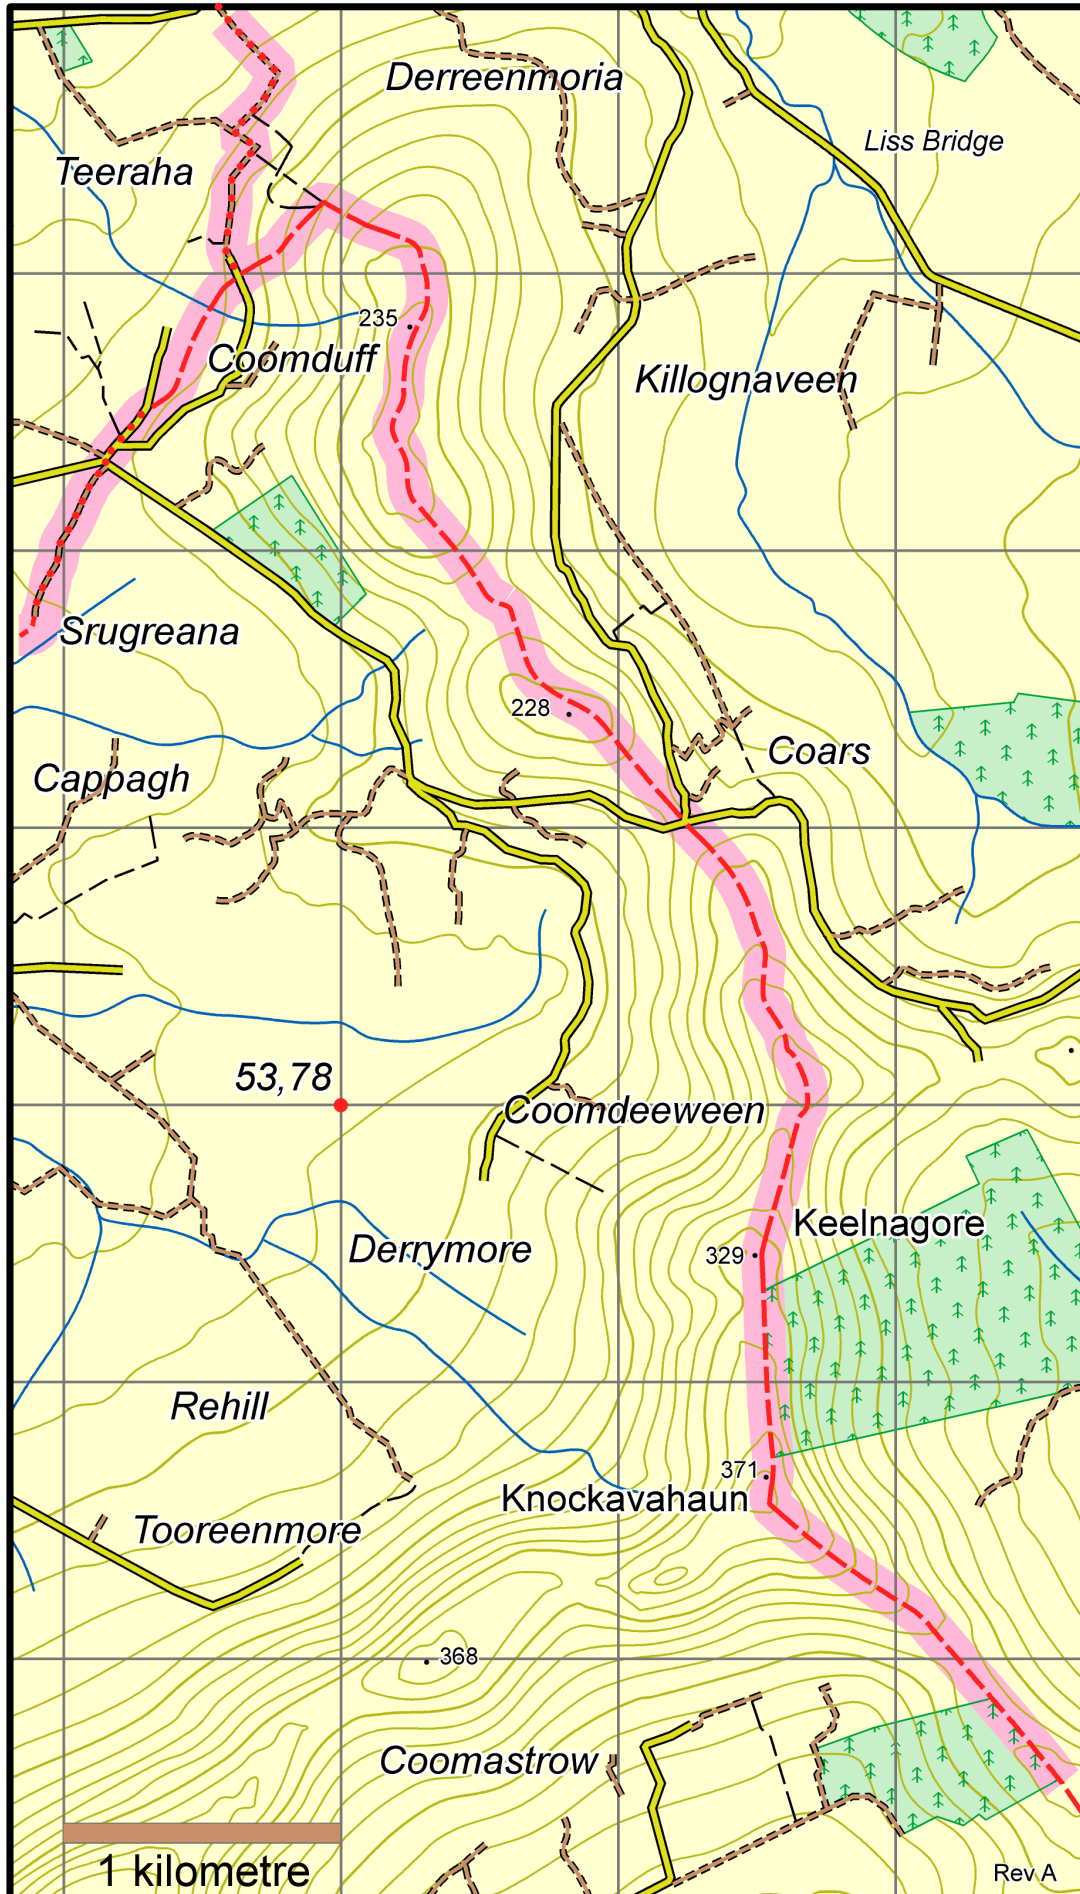 Derreenmoria
Liss Bridge
Teeraha
235
Coomduff
Killognaveen
Srugreana
228
Coars
Cappagh
53,78
Coomdeeween
Keelnagore
Derrymore
329
Rehill
371
Knockavahaun
Tooreenmore
368
Coomastrow
1 kilometre
Rev A